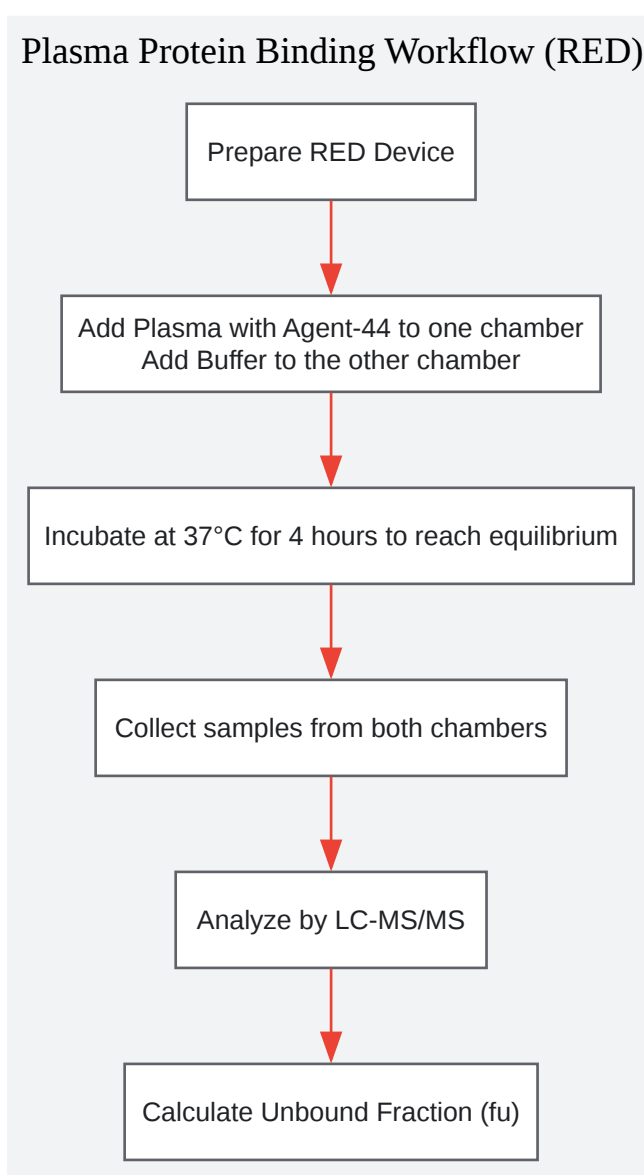 Plasma Protein Binding Workflow (RED)
Prepare RED Device
Add Plasma with Agent-44 to one chamber
Add Buffer to the other chamber
Incubate at 37°C for 4 hours to reach equilibrium
Collect samples from both chambers
Analyze by LC-MS/MS
Calculate Unbound Fraction (fu)